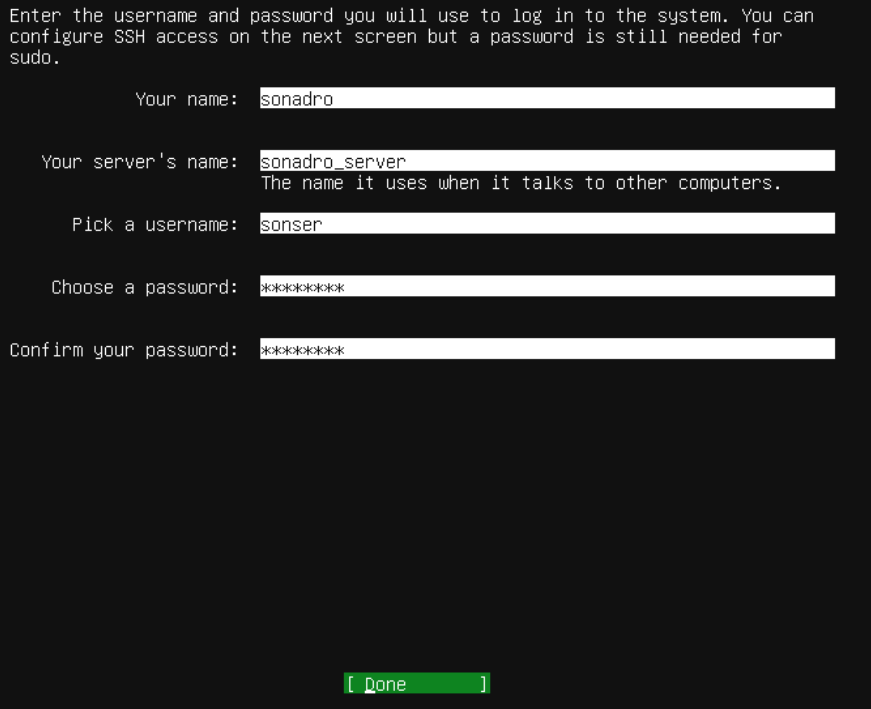 Enter the username and password you will use to log in to the system. You can
configure SSH access on the next screen but a password is still needed for
sudo.
Your name: sonadro
Your server's name: sonadro_server
The name it uses when it talks to other computers.
Pick a username: sonser
Choose a password: ********
Confirm your password: ********
[ Done ]